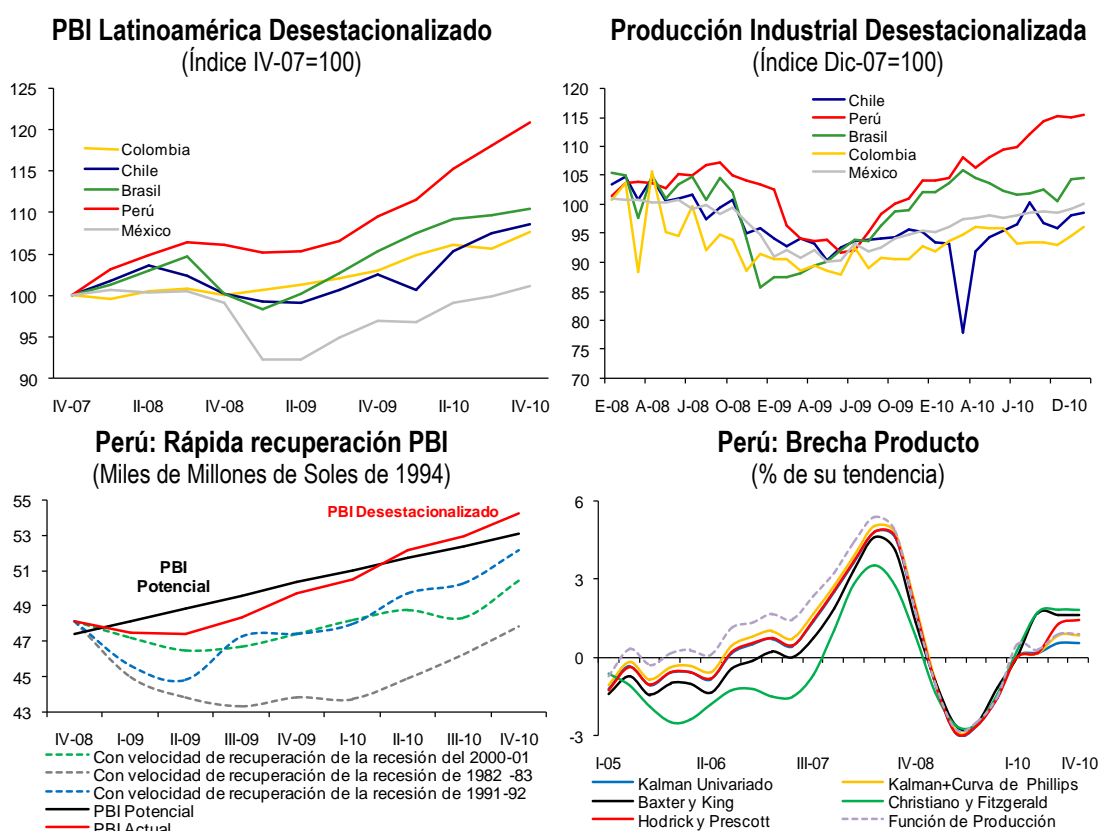 PBI Latinoamérica Desestacionalizado
(Índice IV-07=100)
125
120
115
110
105
100
95
90
Colombia
Chile
Brasil
Perú
México
IV-07 II-08 IV-08 II-09 IV-09 II-10 IV-10
Producción Industrial Desestacionalizada
(Índice Dic-07=100)
120
115
110
105
100
95
90
85
80
75
70
Chile
Perú
Brasil
Colombia
México
E-08 A-08 J-08 O-08 E-09 A-09 J-09 O-09 E-10 A-10 J-10 D-10
Perú: Rápida recuperación PBI
(Miles de Millones de Soles de 1994)
55
53
51
49
47
45
43
PBI Desestacionalizado
PBI
Potencial
IV-08 I-09 II-09 III-09 IV-09 I-10 II-10 III-10 IV-10
Con velocidad de recuperación de la recesión del 2000-01
Con velocidad de recuperación de la recesión de 1982 -83
Con velocidad de recuperación de la recesión de 1991-92
PBI Potencial
PBI Actual
Perú: Brecha Producto
(% de su tendencia)
6
3
0
-3
I-05 II-06 III-07 IV-08 I-10 IV-10
Kalman Univariado
Kalman+Curva de Phillips
Baxter y King
Christiano y Fitzgerald
Hodrick y Prescott
Función de Producción